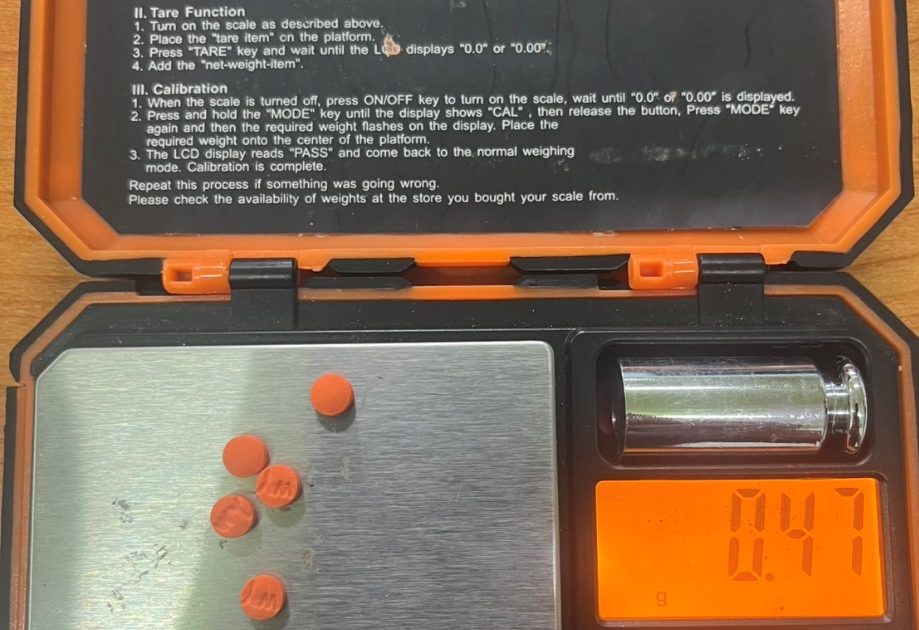 II. Tare Function
1. Turn on the scale as described above.
2. Place the "tare item" on the platform.
3. Press "TARE" key and wait until the LCD displays "0.0" or "0.00".
4. Add the "net-weight-item".
III. Calibration
1. When the scale is turned off, press ON/OFF key to turn on the scale, wait until "0.0" or "0.00" is displayed.
2. Press and hold the "MODE" key until the display shows "CAL" , then release the button, Press "MODE" key
again and then the required weight flashes on the display. Place the
required weight onto the center of the platform.
3. The LCD display reads "PASS" and come back to the normal weighing
mode. Calibration is complete.
Repeat this process if something was going wrong.
Please check the availability of weights at the store you bought your scale from.
0.47
g